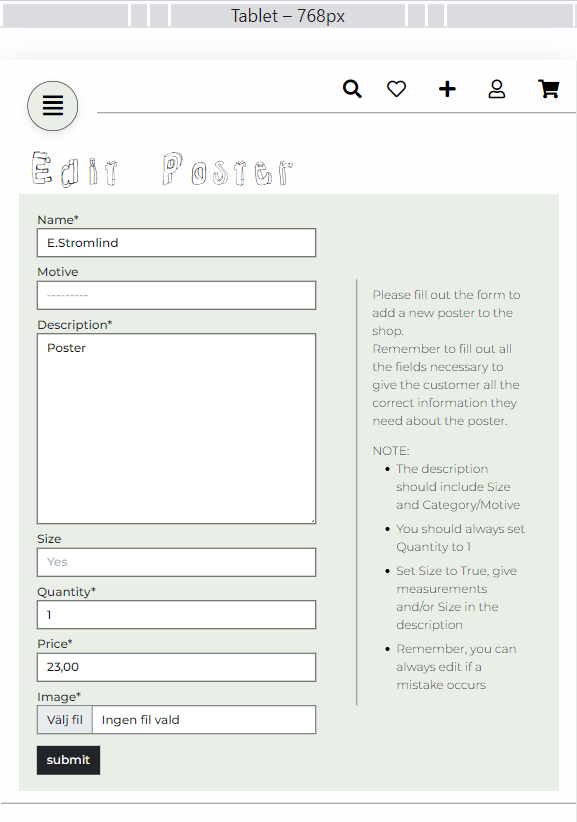 Tablet – 768px
Edit Poster
Name*
E.Stromlind
Motive
---------
Description*
Poster
Size
Yes
Quantity*
1
Price*
23,00
Image*
Välj fil Ingen fil vald
submit
Please fill out the form to
add a new poster to the
shop.
Remember to fill out all
the fields necessary to
give the customer all the
correct information they
need about the poster.
NOTE:
• The description
should include Size
and Category/Motive
• You should always set
Quantity to 1
• Set Size to True, give
measurements
and/or Size in the
description
• Remember, you can
always edit if a
mistake occurs